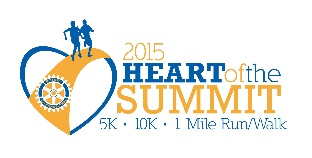 2015
HEART of the
SUMMIT
5K • 10K • 1 Mile Run/Walk